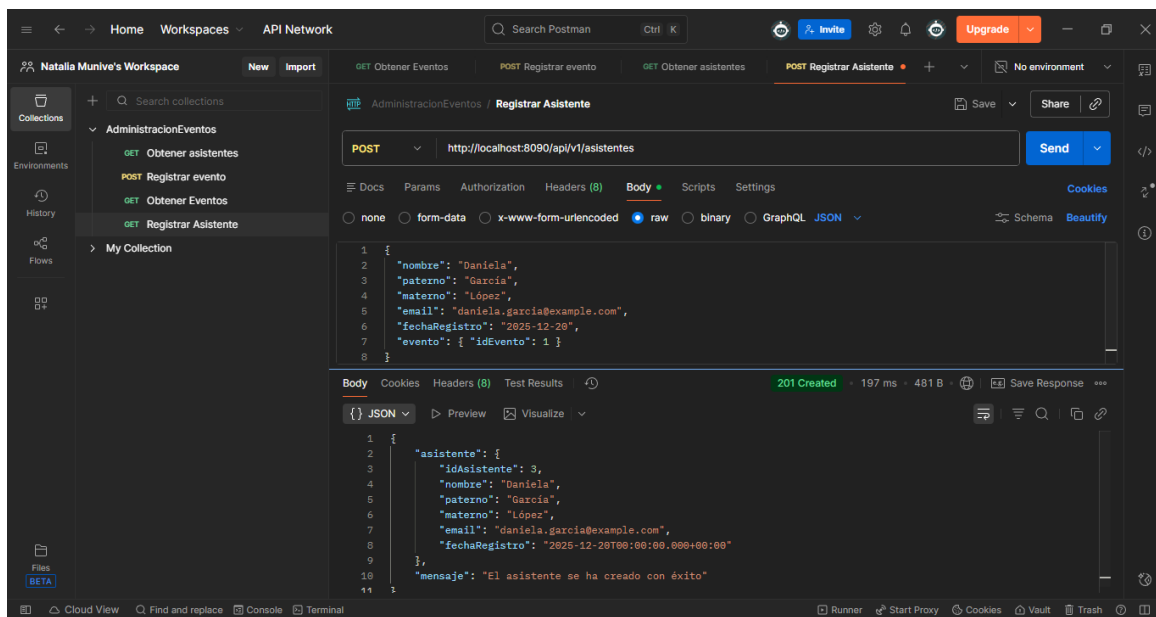 Home Workspaces API Network Search Postman Ctrl K Invite Upgrade
Natalia Munive's Workspace New Import GET Obtener Eventos POST Registrar evento GET Obtener asistentes POST Registrar Asistente No environment
Collections
Environments
History
Flows
Files
BETA
Search collections
AdministracionEventos
GET Obtener asistentes
POST Registrar evento
GET Obtener Eventos
GET Registrar Asistente
My Collection
HTTP AdministracionEventos / Registrar Asistente Save Share
POST http://localhost:8090/api/v1/asistentes Send
Docs Params Authorization Headers (8) Body Scripts Settings Cookies
none form-data x-www-form-urlencoded raw binary GraphQL JSON Schema Beautify
1 {
2 "nombre": "Daniela",
3 "paterno": "García",
4 "materno": "López",
5 "email": "daniela.garcia@example.com",
6 "fechaRegistro": "2025-12-20",
7 "evento": { "idEvento": 1 }
8 }
Body Cookies Headers (8) Test Results 201 Created 197 ms 481 B e.g. Save Response
{} JSON Preview Visualize
1 {
2 "asistente": {
3 "idAsistente": 3,
4 "nombre": "Daniela",
5 "paterno": "García",
6 "materno": "López",
7 "email": "daniela.garcia@example.com",
8 "fechaRegistro": "2025-12-20T00:00:00.000+00:00"
9 },
10 "mensaje": "El asistente se ha creado con éxito"
11 }
Cloud View Find and replace Console Terminal Runner Start Proxy Cookies Vault Trash